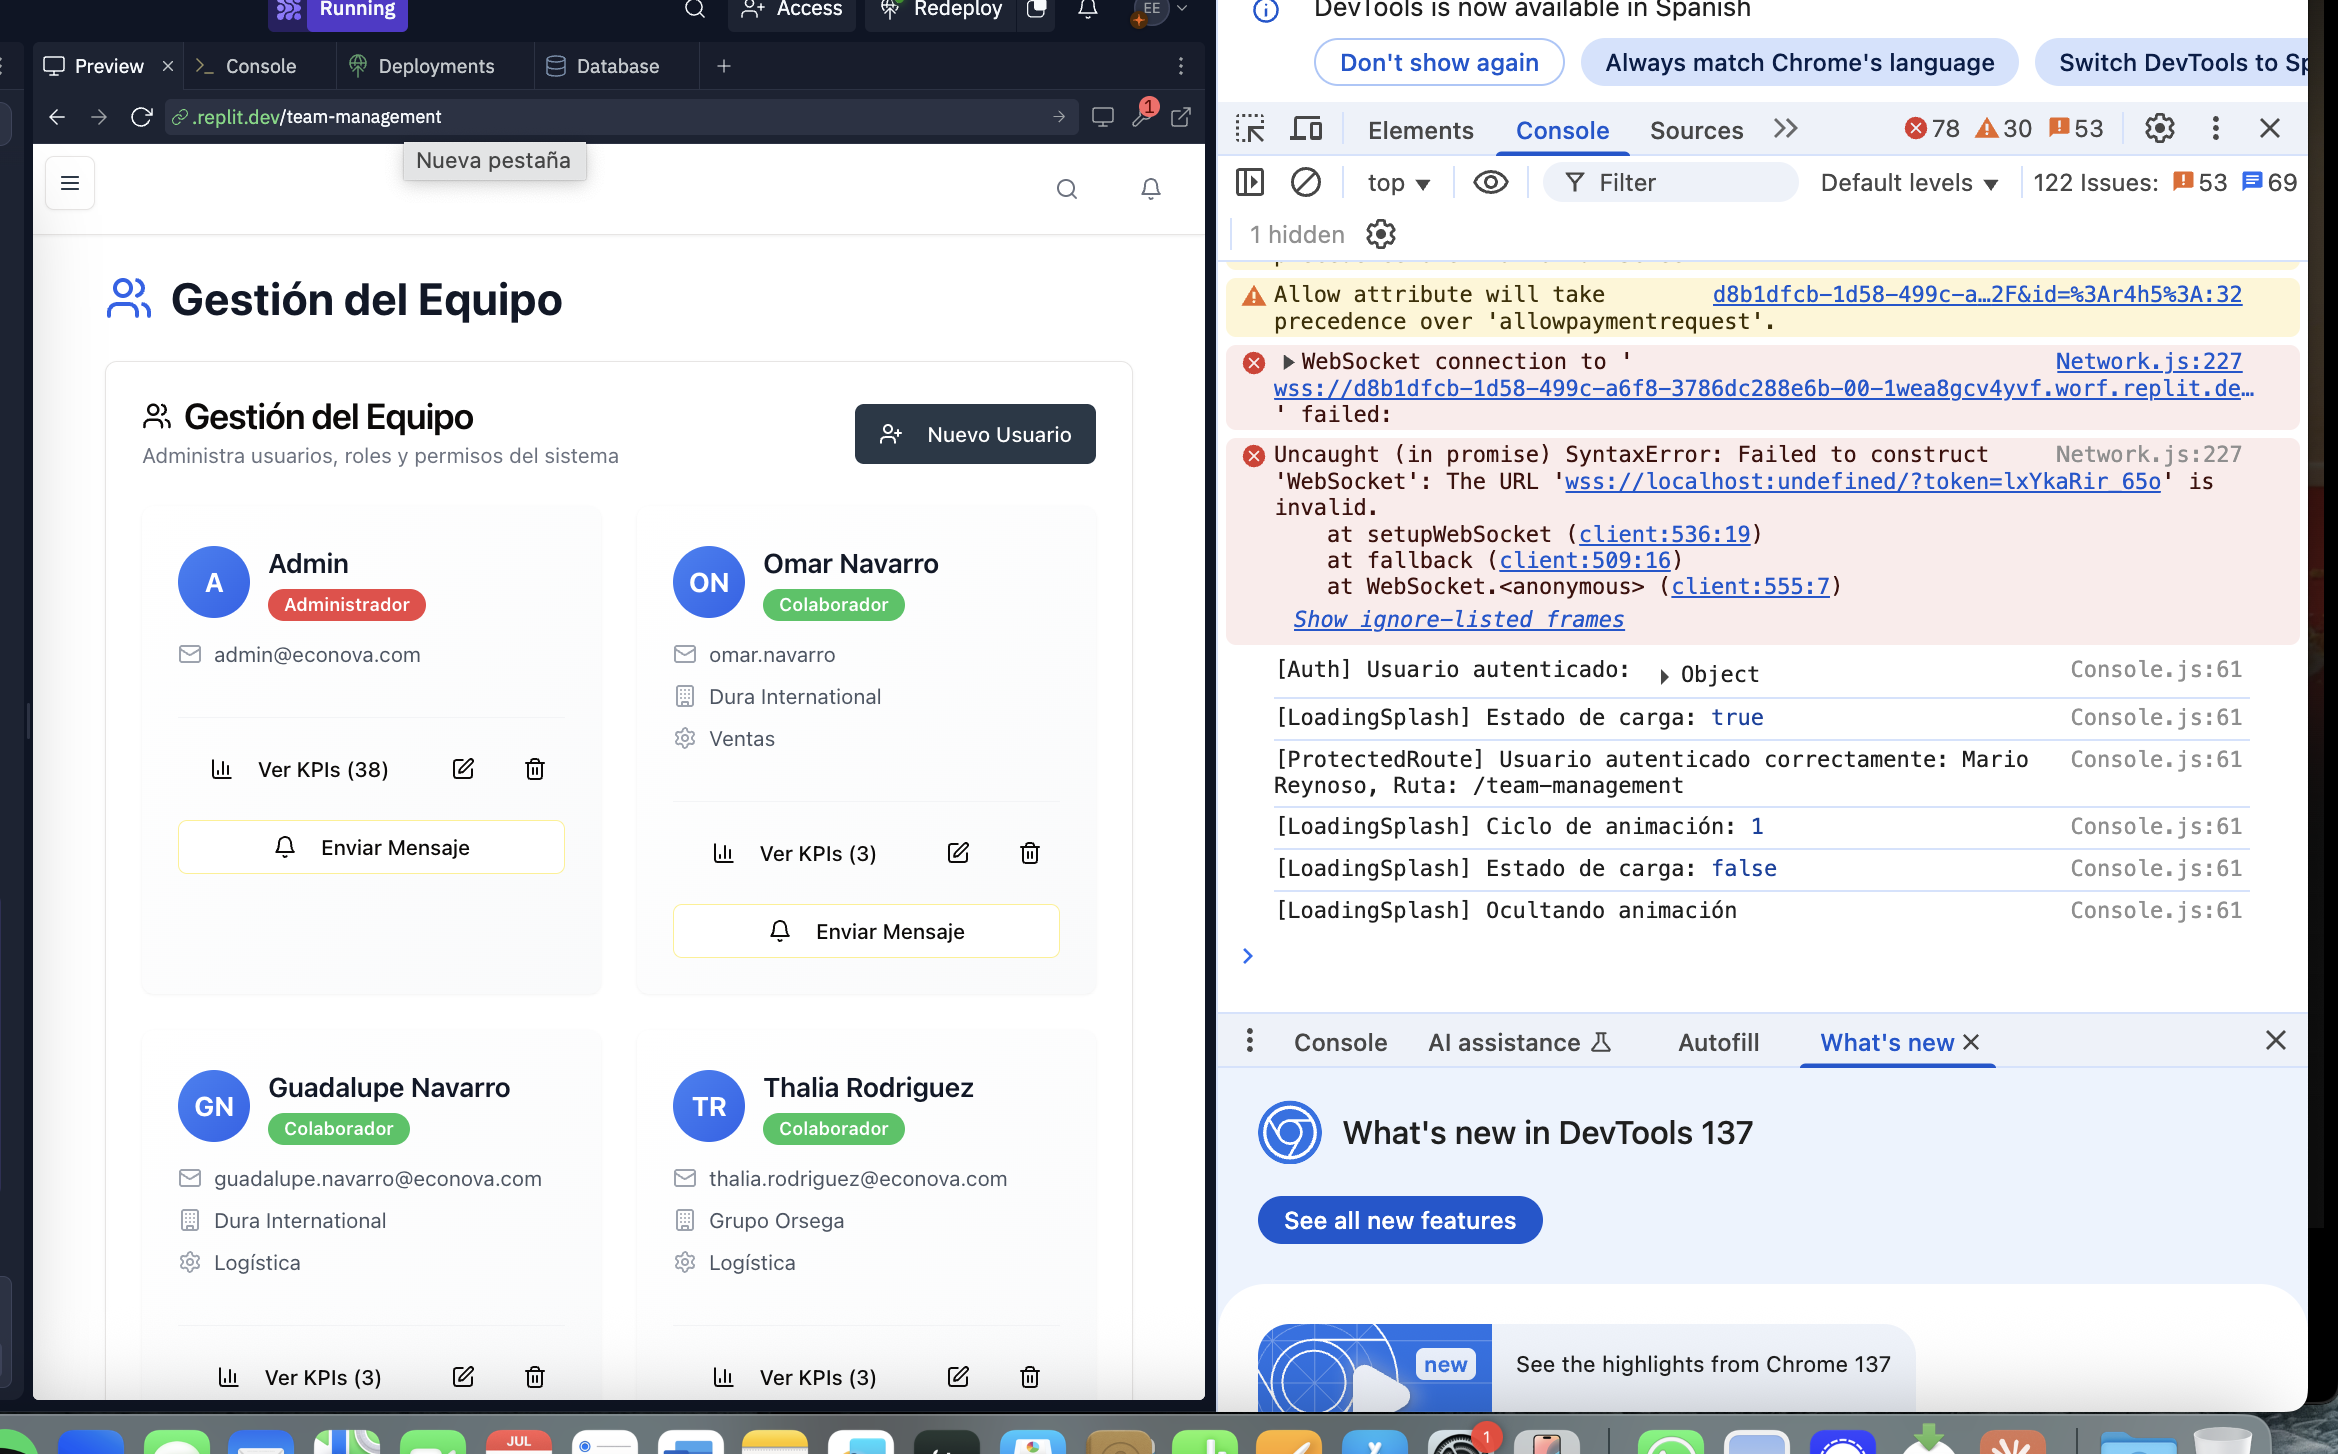 Running
Access
Redeploy
EE
Preview
Console
Deployments
Database
.replit.dev/team-management
1
Nueva pestaña
Gestión del Equipo
Gestión del Equipo
Administra usuarios, roles y permisos del sistema
Nuevo Usuario
A
Admin
Administrador
admin@econova.com
Ver KPIs (38)
Enviar Mensaje
ON
Omar Navarro
Colaborador
omar.navarro
Dura International
Ventas
Ver KPIs (3)
Enviar Mensaje
GN
Guadalupe Navarro
Colaborador
guadalupe.navarro@econova.com
Dura International
Logística
Ver KPIs (3)
TR
Thalia Rodriguez
Colaborador
thalia.rodriguez@econova.com
Grupo Orsega
Logística
Ver KPIs (3)
DevTools is now available in Spanish
Don't show again
Always match Chrome's language
Switch DevTools to Sp
Elements
Console
Sources
78
30
53
top
Filter
Default levels
122 Issues:
53
69
1 hidden
Allow attribute will take d8b1dfcb-1d58-499c-a…2F&id=%3Ar4h5%3A:32
precedence over 'allowpaymentrequest'.
WebSocket connection to ' Network.js:227
wss://d8b1dfcb-1d58-499c-a6f8-3786dc288e6b-00-1wea8gcv4yvf.worf.replit.de…
' failed:
Uncaught (in promise) SyntaxError: Failed to construct Network.js:227
'WebSocket': The URL 'wss://localhost:undefined/?token=lxYkaRir_65o' is
invalid.
at setupWebSocket (client:536:19)
at fallback (client:509:16)
at WebSocket.<anonymous> (client:555:7)
Show ignore-listed frames
[Auth] Usuario autenticado: Object Console.js:61
[LoadingSplash] Estado de carga: true Console.js:61
[ProtectedRoute] Usuario autenticado correctamente: Mario Console.js:61
Reynoso, Ruta: /team-management
[LoadingSplash] Ciclo de animación: 1 Console.js:61
[LoadingSplash] Estado de carga: false Console.js:61
[LoadingSplash] Ocultando animación Console.js:61
Console
AI assistance
Autofill
What's new
What's new in DevTools 137
See all new features
new
See the highlights from Chrome 137
JUL
1